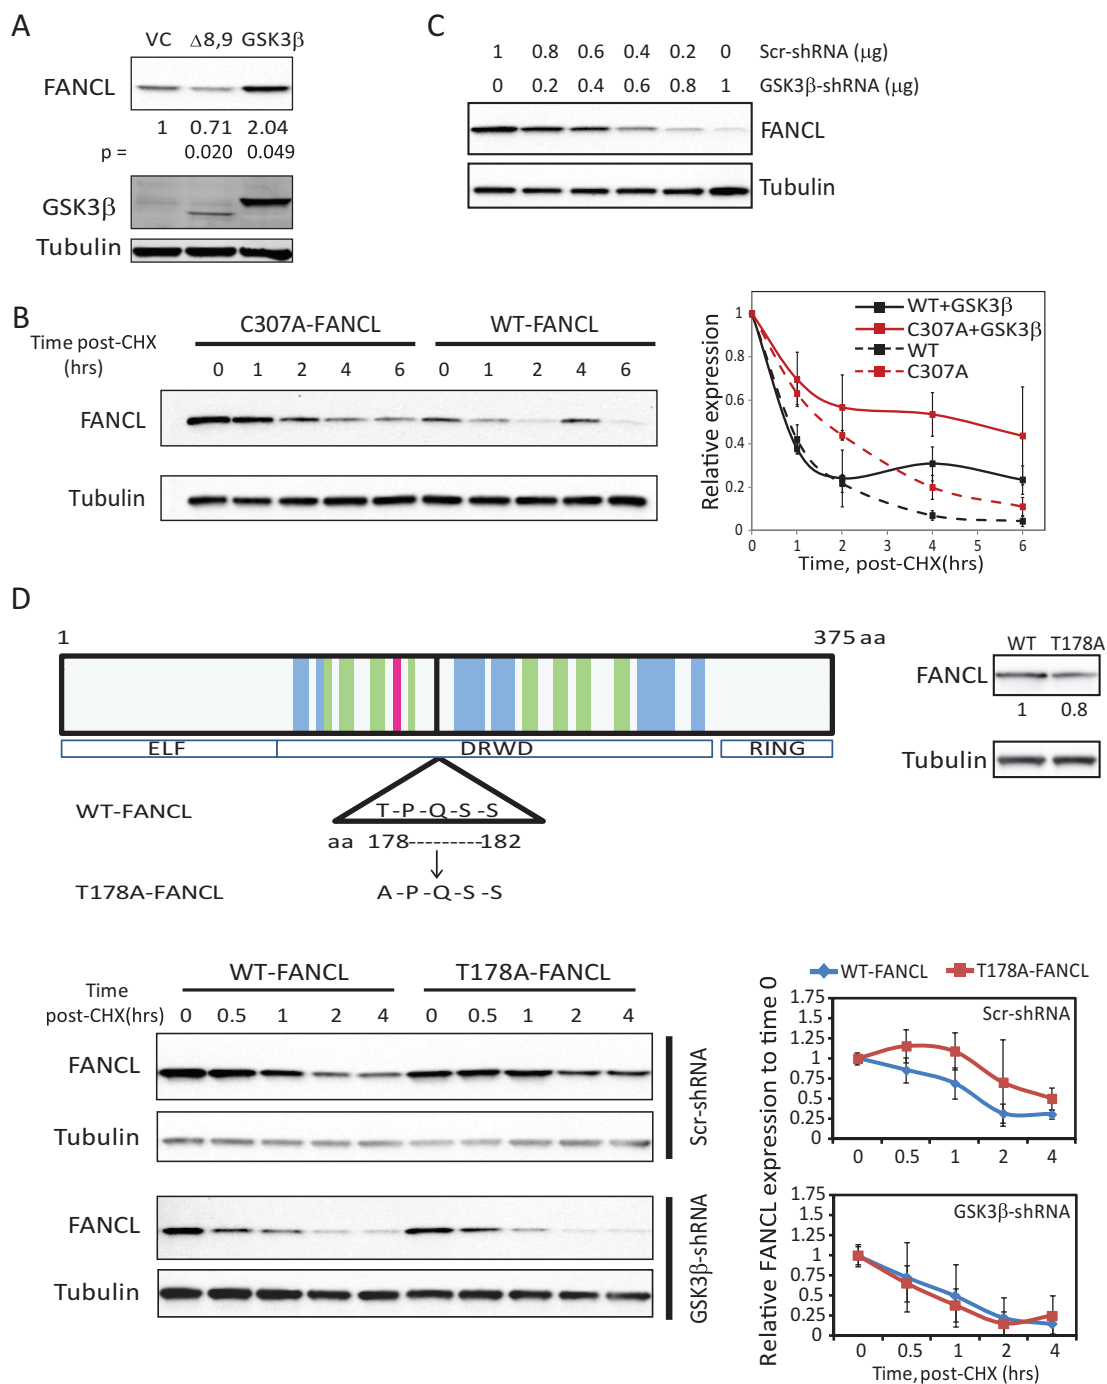 A
VC Δ8,9 GSK3β
FANCL
1 0.71 2.04
p = 0.020 0.049
GSK3β
Tubulin
C
1 0.8 0.6 0.4 0.2 0 Scr-shRNA (μg)
0 0.2 0.4 0.6 0.8 1 GSK3β-shRNA (μg)
FANCL
Tubulin
B
C307A-FANCL WT-FANCL
Time post-CHX
(hrs)
0 1 2 4 6 0 1 2 4 6
FANCL
Tubulin
Relative expression
1
0.8
0.6
0.4
0.2
0
WT+GSK3β
C307A+GSK3β
WT
C307A
0 1 2 3 4 5 6
Time, post-CHX(hrs)
D
1 375 aa
ELF DRWD RING
WT-FANCL
T-P-Q-S-S
aa 178---------182
T178A-FANCL
A-P-Q-S-S
WT T178A
FANCL
1 0.8
Tubulin
WT-FANCL T178A-FANCL
Time
post-CHX(hrs)
0 0.5 1 2 4 0 0.5 1 2 4
FANCL
Tubulin
Scr-shRNA
FANCL
Tubulin
GSK3β-shRNA
WT-FANCL T178A-FANCL
Relative FANCL expression to time 0
Scr-shRNA
1.75
1.5
1.25
1
0.75
0.5
0.25
0
0 0.5 1 2 4
GSK3β-shRNA
1.75
1.5
1.25
1
0.75
0.5
0.25
0
0 0.5 1 2 4
Time, post-CHX (hrs)